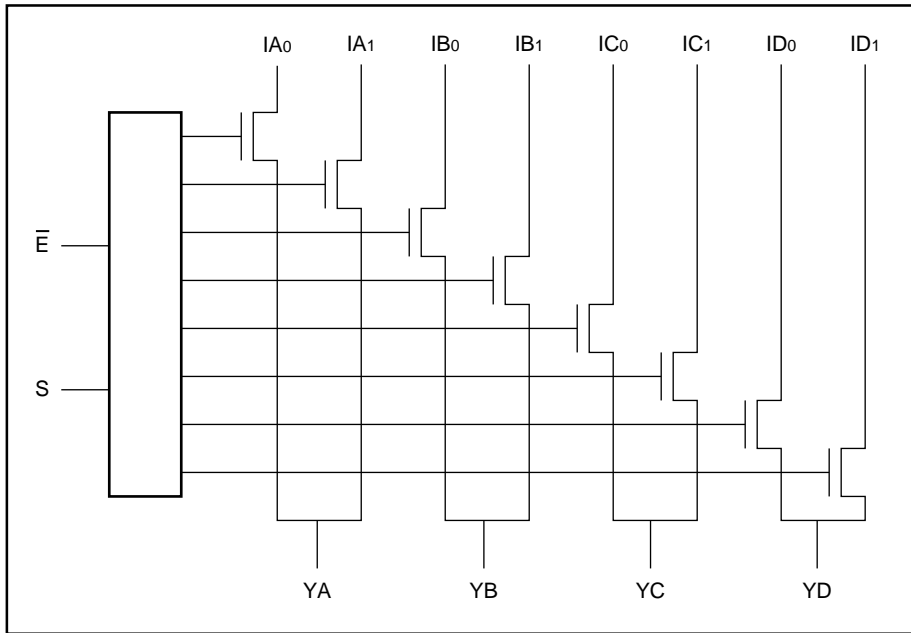 IA₀ IA₁ IB₀ IB₁ IC₀ IC₁ ID₀ ID₁
E̅
S
YA YB YC YD